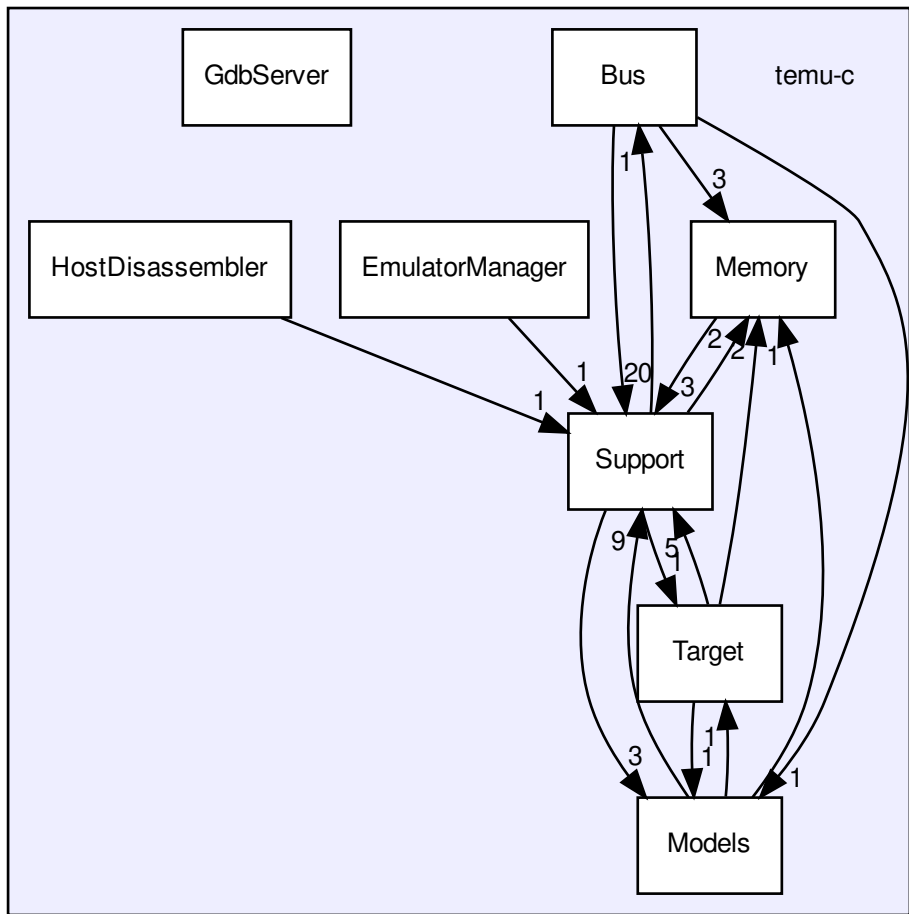 GdbServer
Bus
temu-c
1
3
HostDisassembler
EmulatorManager
Memory
2
2
1
1
1
20
3
Support
9
5
1
Target
1
1
3
1
Models